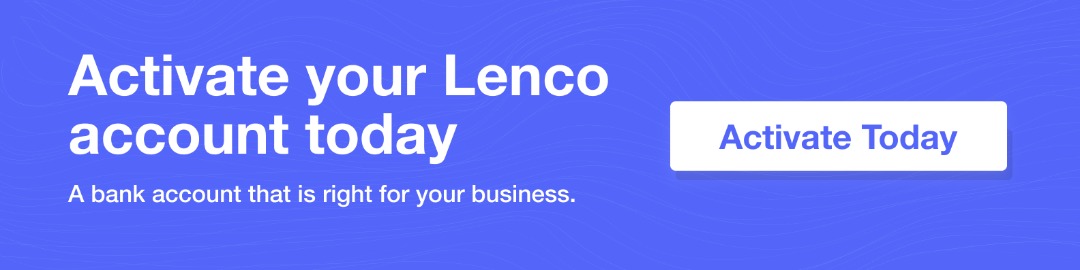 Activate your Lenco
account today
A bank account that is right for your business.
Activate Today